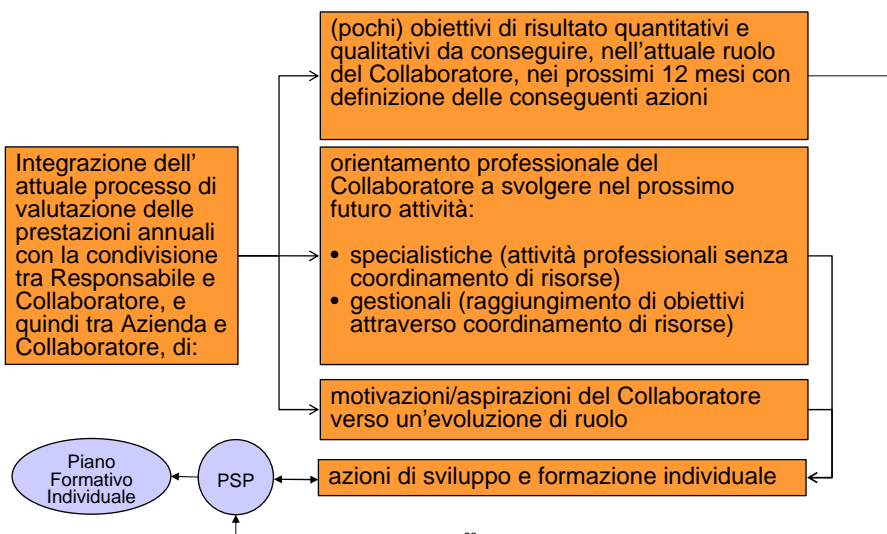 (pochi) obiettivi di risultato quantitativi e
qualitativi da conseguire, nell'attuale ruolo
del Collaboratore, nei prossimi 12 mesi con
definizione delle conseguenti azioni
Integrazione dell'
attuale processo di
valutazione delle
prestazioni annuali
con la condivisione
tra Responsabile e
Collaboratore, e
quindi tra Azienda e
Collaboratore, di:
orientamento professionale del
Collaboratore a svolgere nel prossimo
futuro attività:
• specialistiche (attività professionali senza
coordinamento di risorse)
• gestionali (raggiungimento di obiettivi
attraverso coordinamento di risorse)
motivazioni/aspirazioni del Collaboratore
verso un'evoluzione di ruolo
Piano
Formativo
Individuale
PSP
azioni di sviluppo e formazione individuale